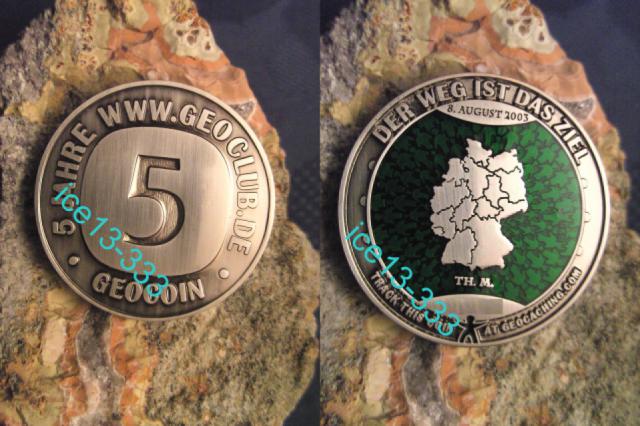 5 JAHRE WWW.GEOCLUB.DE
5
GEOCOIN
ice13-333
DER WEG IST DAS ZIEL
8. AUGUST 2003
TH. M.
TRACK THIS
AT GEOCACHING.COM
ice13-333